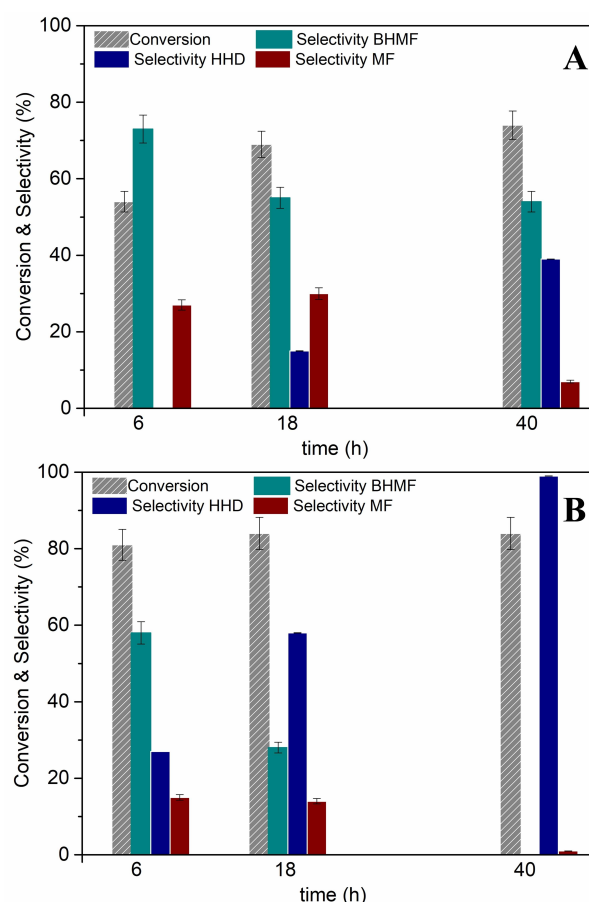 100
80
60
40
20
0
Conversion & Selectivity (%)
Conversion
Selectivity BHMF
Selectivity HHD
Selectivity MF
A
6
18
40
time (h)
100
80
60
40
20
0
Conversion & Selectivity (%)
Conversion
Selectivity BHMF
Selectivity HHD
Selectivity MF
B
6
18
40
time (h)